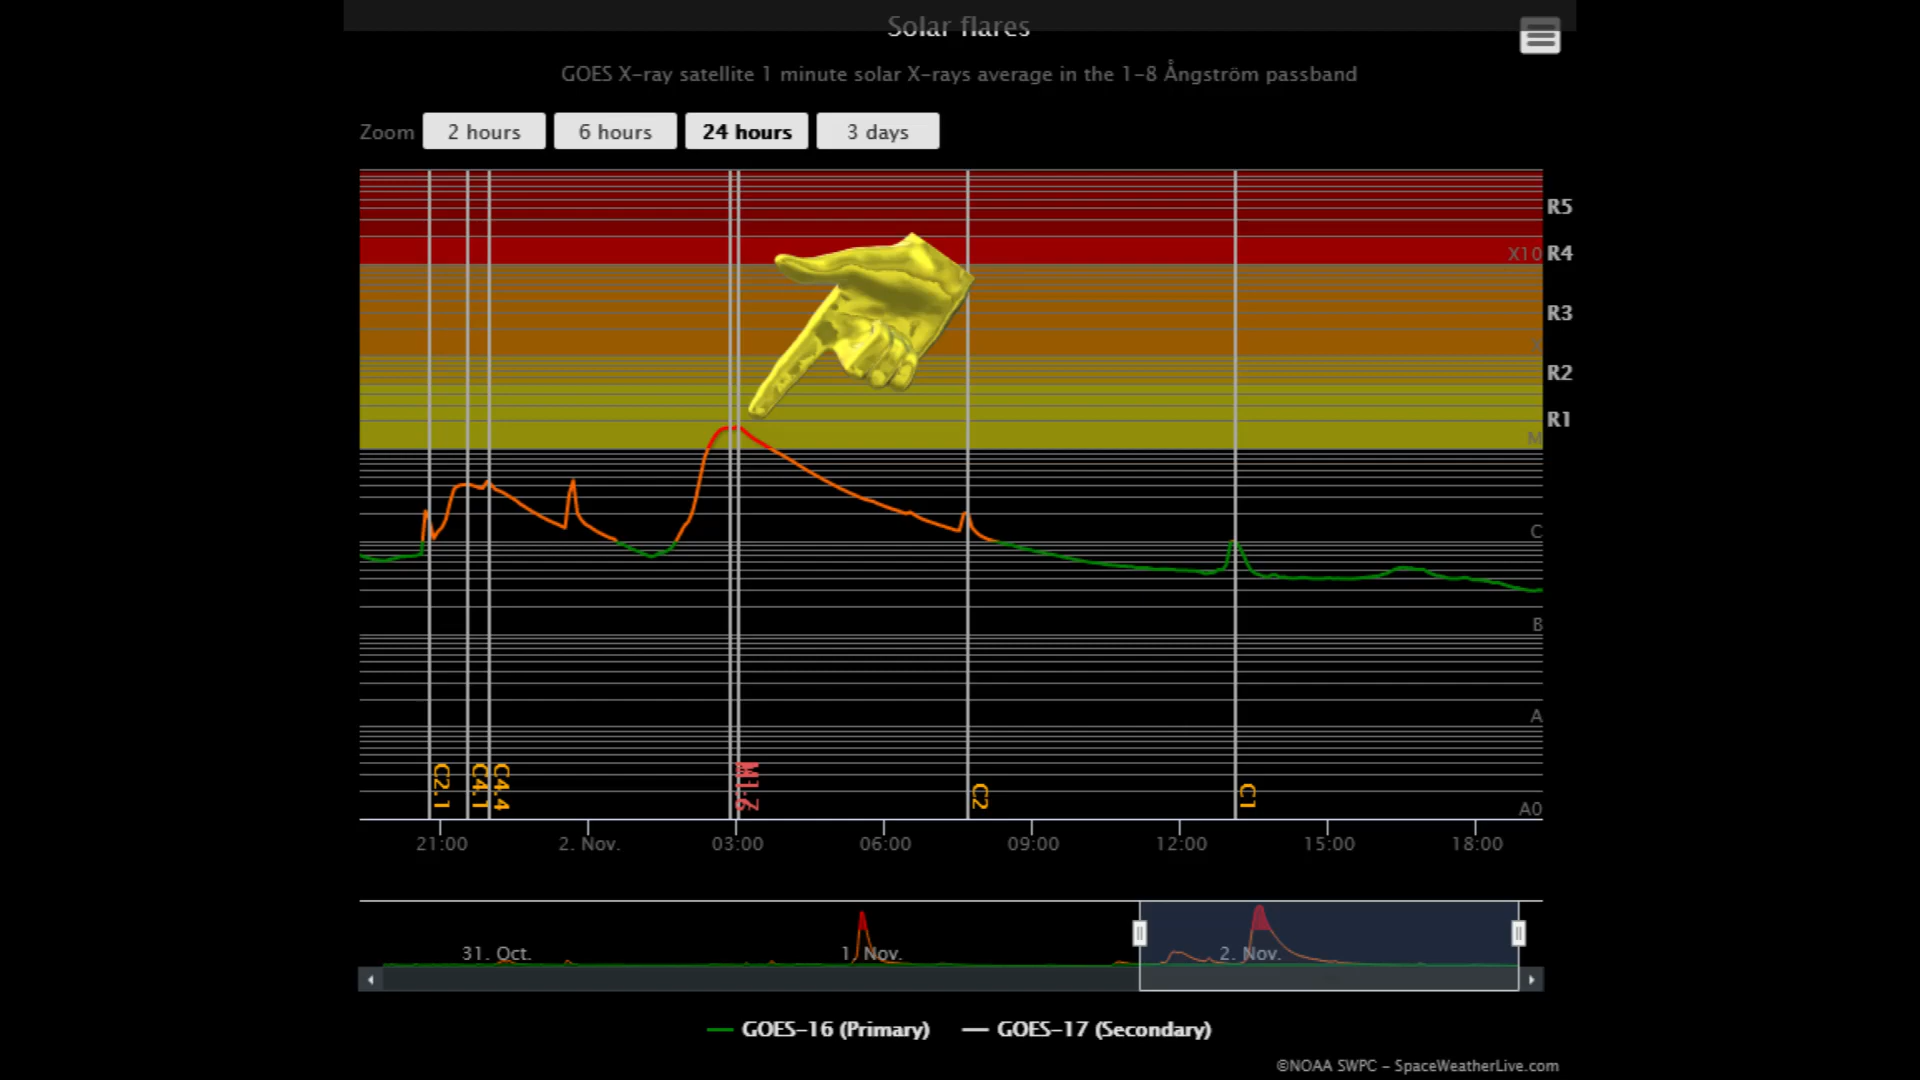 Solar flares
GOES X-ray satellite 1 minute solar X-rays average in the 1-8 Ångström passband
Zoom 2 hours 6 hours 24 hours 3 days
R5
X10 R4
R3
X
R2
R1
M
C
B
A
A0
C2.1 C4.1 C4.4 C2 C1
21:00 2. Nov. 03:00 06:00 09:00 12:00 15:00 18:00
31. Oct. 1. Nov. 2. Nov.
GOES-16 (Primary) GOES-17 (Secondary)
©NOAA SWPC - SpaceWeatherLive.com